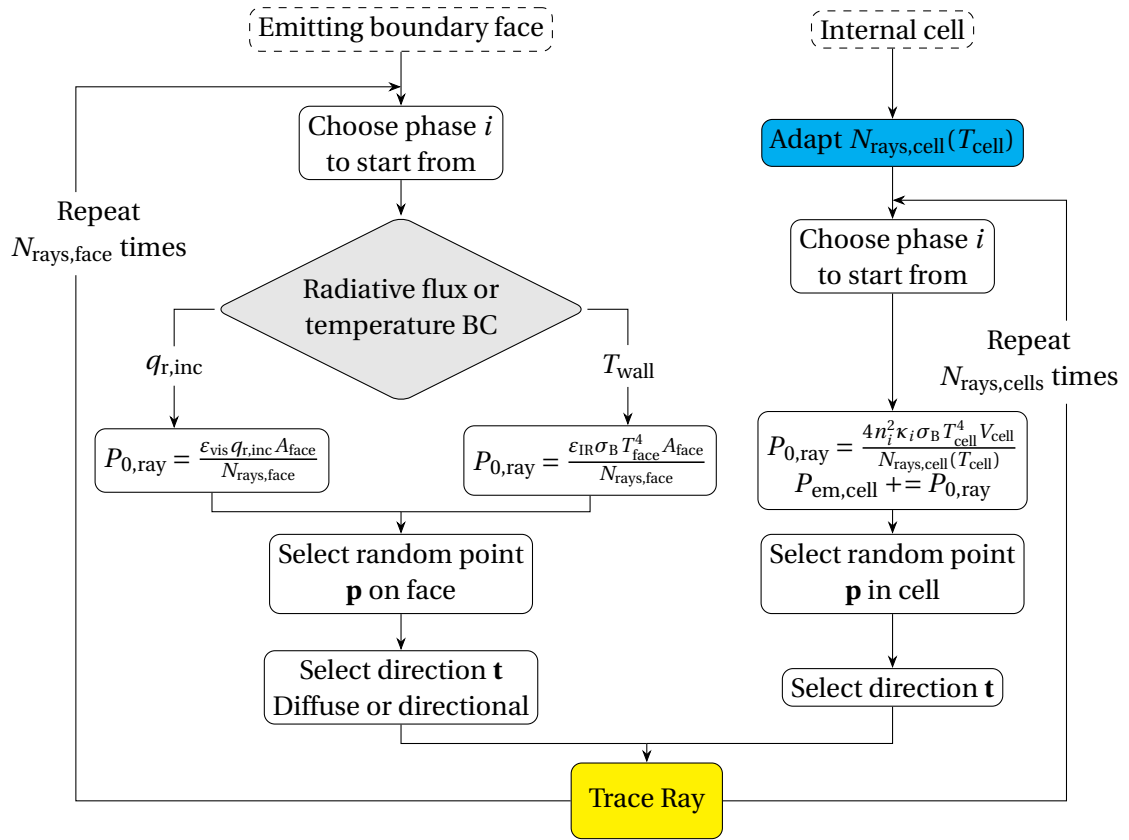 Emitting boundary face
Choose phase i
to start from
Repeat
N_rays,face times
Radiative flux or
temperature BC
q_r,inc
T_wall
P_0,ray = ε_vis q_r,inc A_face / N_rays,face
P_0,ray = ε_IR σ_B T_face^4 A_face / N_rays,face
Select random point
p on face
Select direction t
Diffuse or directional
Internal cell
Adapt N_rays,cell(T_cell)
Choose phase i
to start from
Repeat
N_rays,cells times
P_0,ray = 4 n_i^2 κ_i σ_B T_cell^4 V_cell / N_rays,cell(T_cell)
P_em,cell += P_0,ray
Select random point
p in cell
Select direction t
Trace Ray